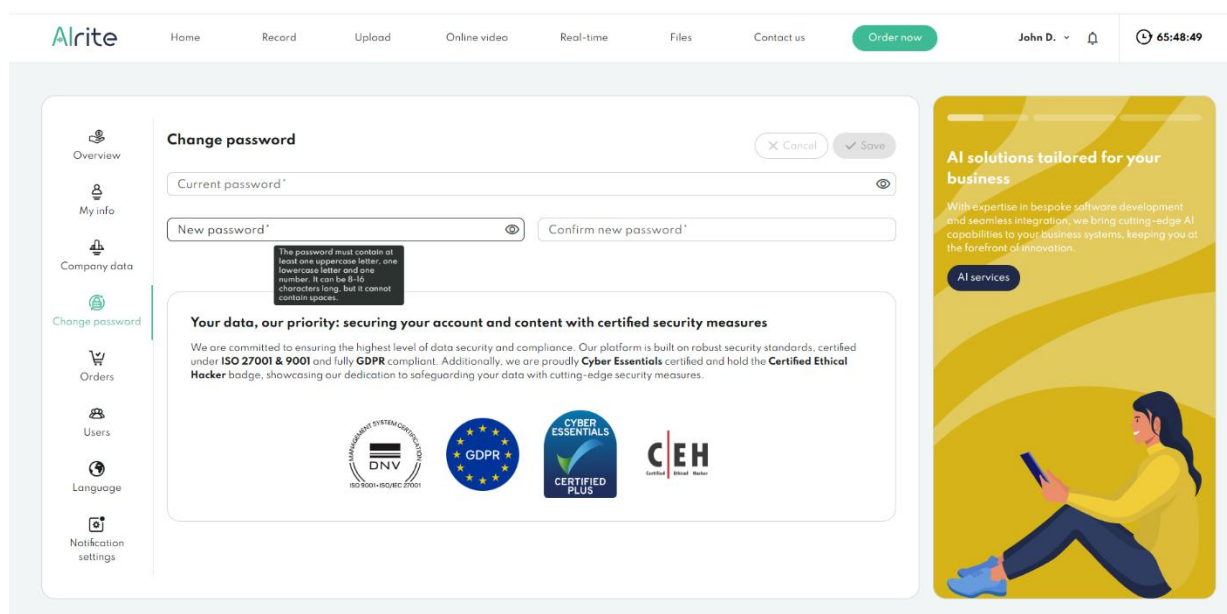 Alrite
Home Record Upload Online video Real-time Files Contact us Order now John D. 65:48:49
Overview
My info
Company data
Change password
Orders
Users
Language
Notification
settings
Change password
Cancel Save
Current password*
New password* Confirm new password*
The password must contain at
least one uppercase letter, one
lowercase letter and one
number. It can be 8-16
characters long, but it cannot
contain spaces.
Your data, our priority: securing your account and content with certified security measures
We are committed to ensuring the highest level of data security and compliance. Our platform is built on robust security standards, certified
under ISO 27001 & 9001 and fully GDPR compliant. Additionally, we are proudly Cyber Essentials certified and hold the Certified Ethical
Hacker badge, showcasing our dedication to safeguarding your data with cutting-edge security measures.
MANAGEMENT SYSTEM CERTIFICATION
DNV
ISO 9001•ISO/IEC 27001
GDPR
CYBER
ESSENTIALS
CERTIFIED
PLUS
CEH
Certified Ethical Hacker
AI solutions tailored for your
business
With expertise in bespoke software development
and seamless integration, we bring cutting-edge AI
capabilities to your business systems, keeping you at
the forefront of innovation.
AI services